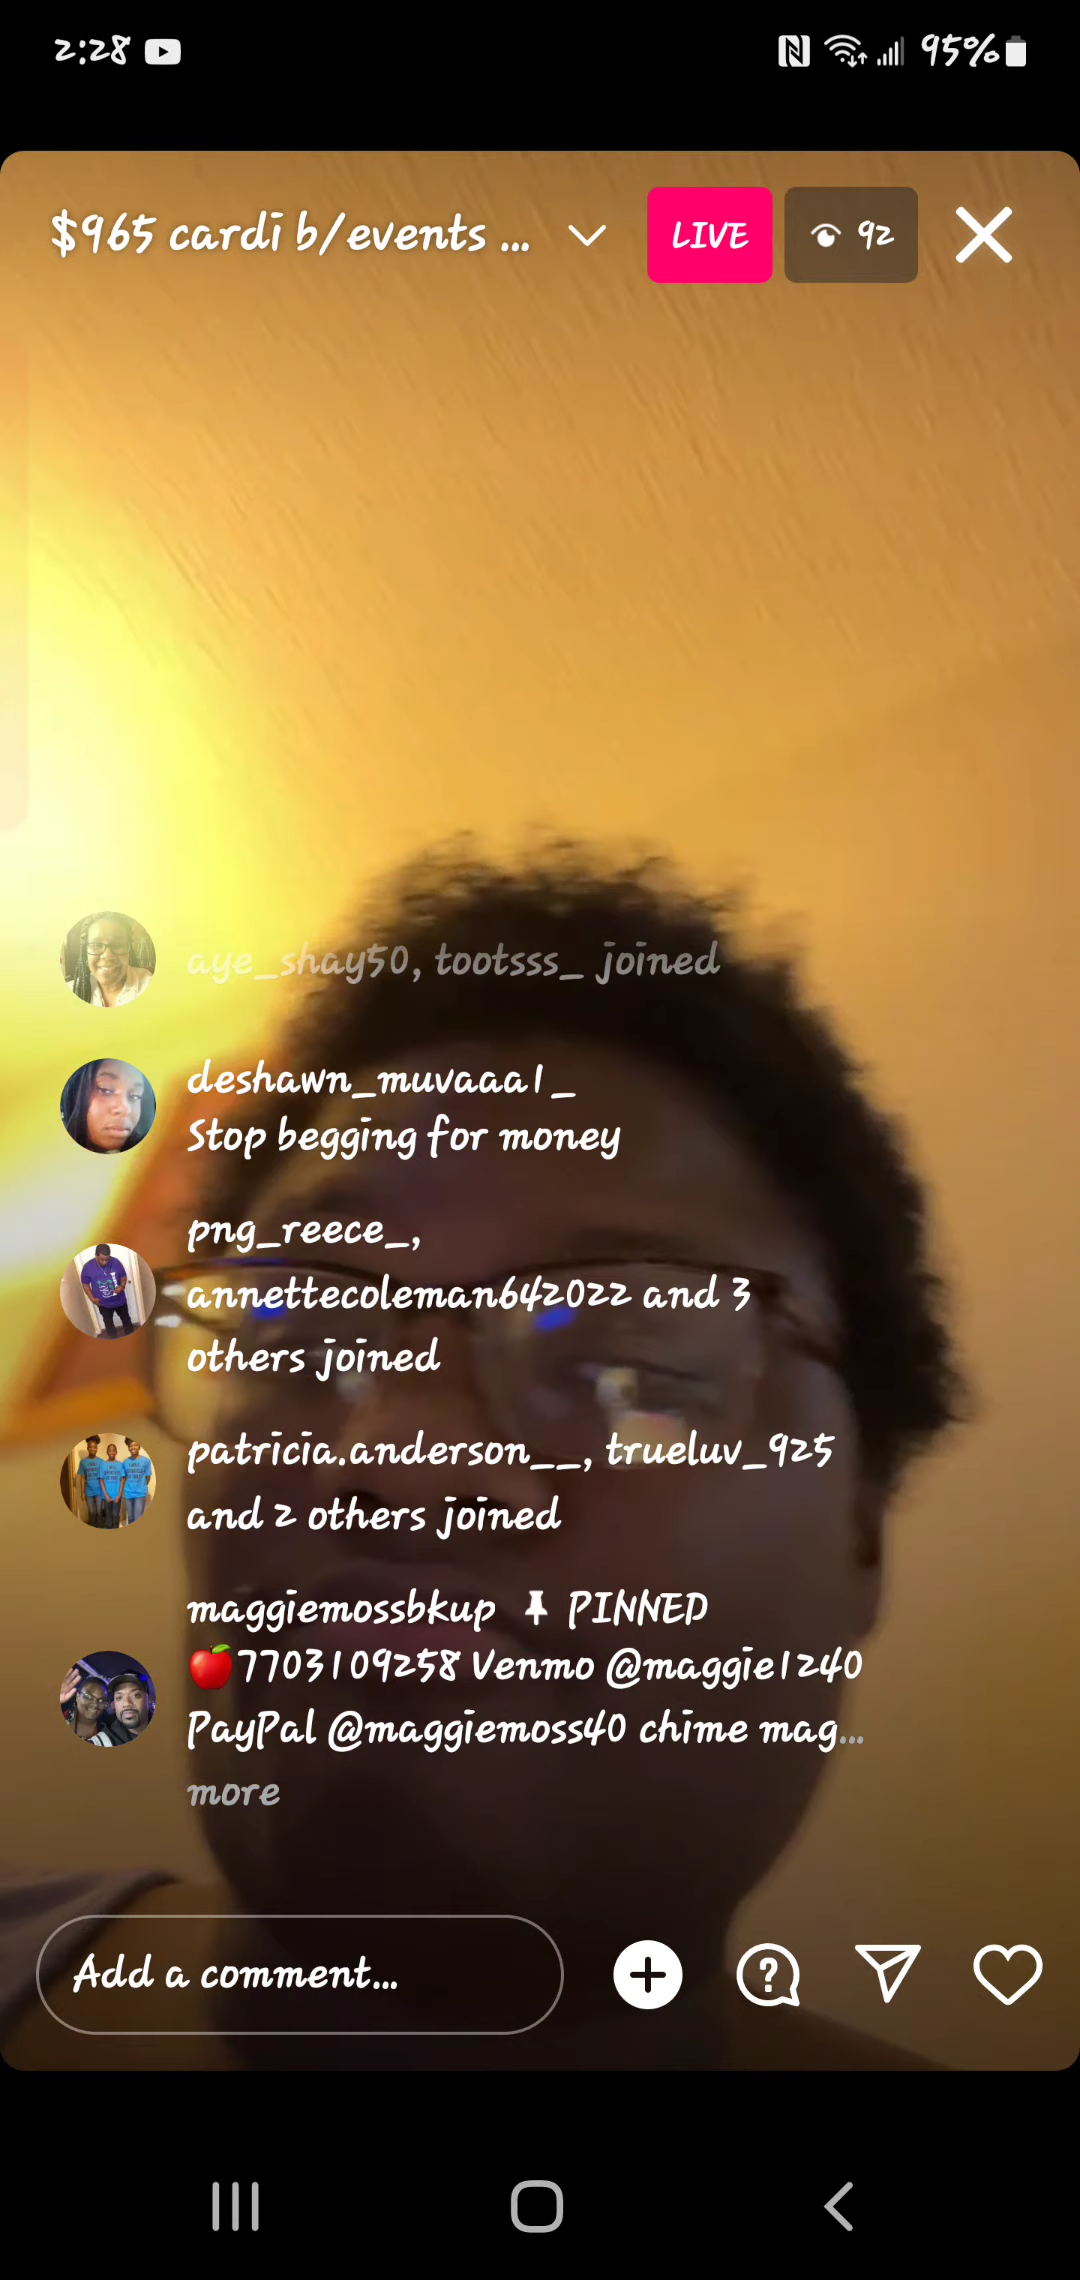 2:28
95%
$965 cardi b/events ...
LIVE
92
aye_shay50, tootsss_ joined
deshawn_muvaaa1_
Stop begging for money
png_reece_,
annettecoleman642022 and 3
others joined
patricia.anderson__, trueluv_925
and 2 others joined
maggiemossbkup 📌 PINNED
🍎7703109258 Venmo @maggie1240
PayPal @maggiemoss40 chime mag...
more
Add a comment...